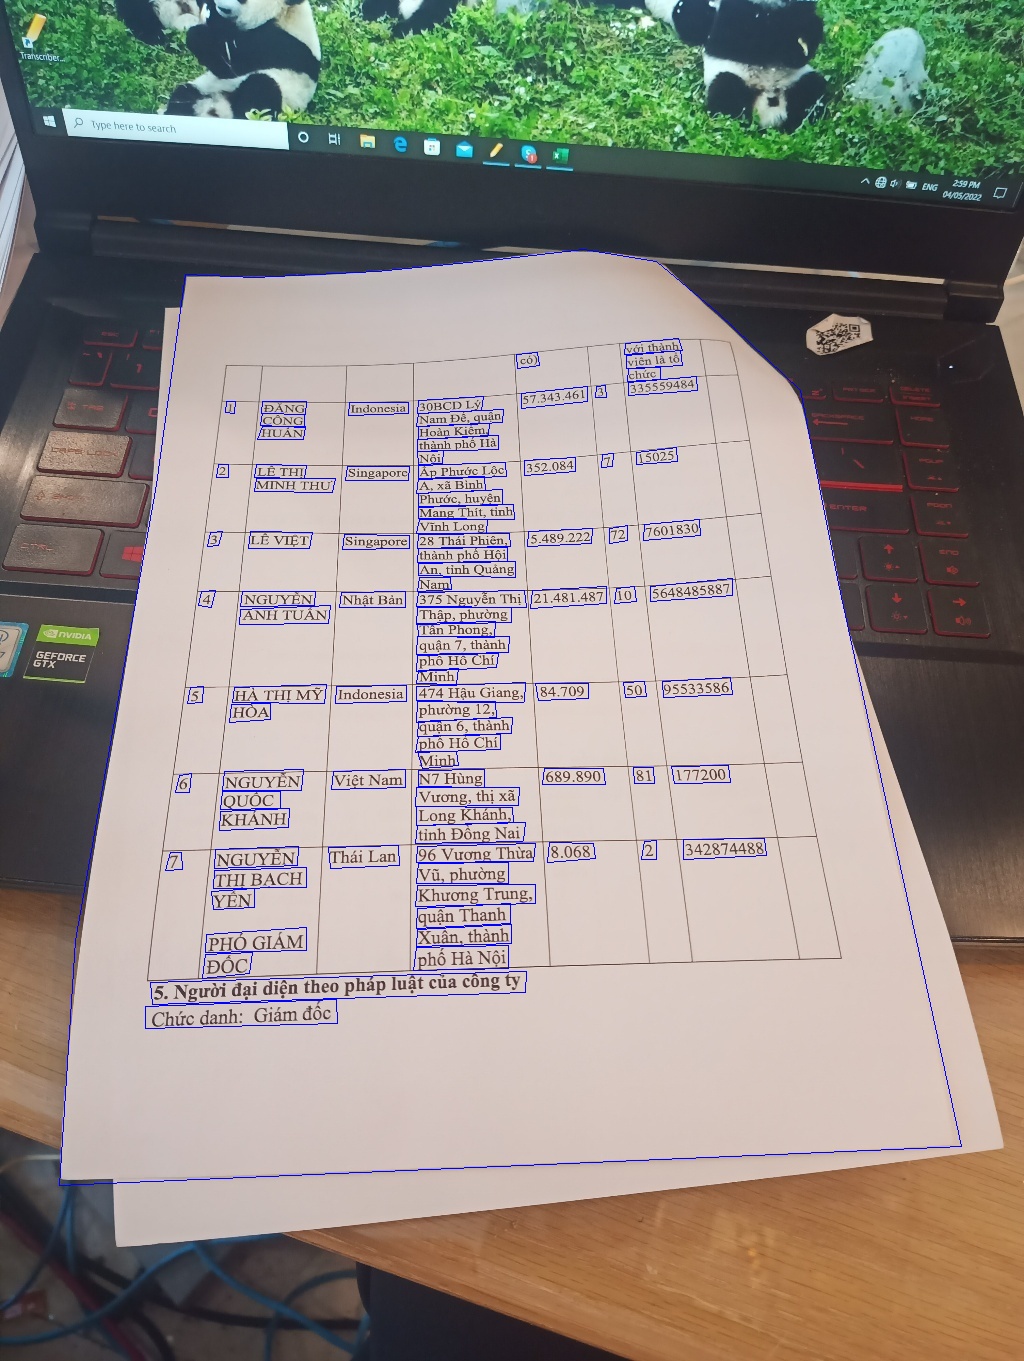 Transcriber...
Type here to search
ENG
2:59 PM
04/05/2022
có)
với thành
viên là tổ
chức
1
ĐẶNG
CÔNG
HUẤN
Indonesia
30BCD Lý
Nam Đế, quận
Hoàn Kiếm,
thành phố Hà
Nội
57.343.461
3
335559484
2
LÊ THỊ
MINH THƯ
Singapore
Ấp Phước Lộc
A, xã Bình
Phước, huyện
Mang Thít, tỉnh
Vĩnh Long
352.084
7
15025
3
LÊ VIỆT
Singapore
28 Thái Phiên,
thành phố Hội
An, tỉnh Quảng
Nam
5.489.222
72
7601830
4
NGUYỄN
ANH TUẤN
Nhật Bản
375 Nguyễn Thị
Thập, phường
Tân Phong,
quận 7, thành
phố Hồ Chí
Minh
21.481.487
10
5648485887
5
HÀ THỊ MỸ
HÒA
Indonesia
474 Hậu Giang,
phường 12,
quận 6, thành
phố Hồ Chí
Minh
84.709
50
95533586
6
NGUYỄN
QUỐC
KHÁNH
Việt Nam
N7 Hùng
Vương, thị xã
Long Khánh,
tỉnh Đồng Nai
689.890
81
177200
7
NGUYỄN
THỊ BẠCH
YẾN
PHÓ GIÁM
ĐỐC
Thái Lan
96 Vương Thừa
Vũ, phường
Khương Trung,
quận Thanh
Xuân, thành
phố Hà Nội
8.068
2
342874488
5. Người đại diện theo pháp luật của công ty
Chức danh: Giám đốc
NVIDIA
GEFORCE
GTX
ENTER